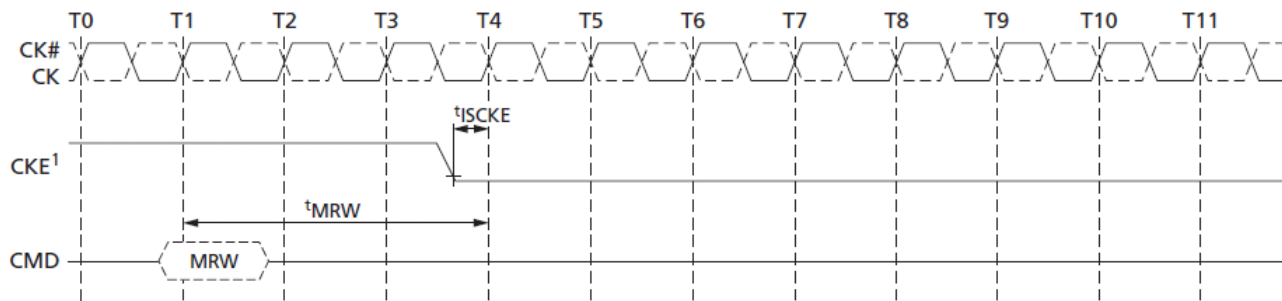 T0 T1 T2 T3 T4 T5 T6 T7 T8 T9 T10 T11
CK#
CK
tISCKE
CKE1
tMRW
CMD MRW